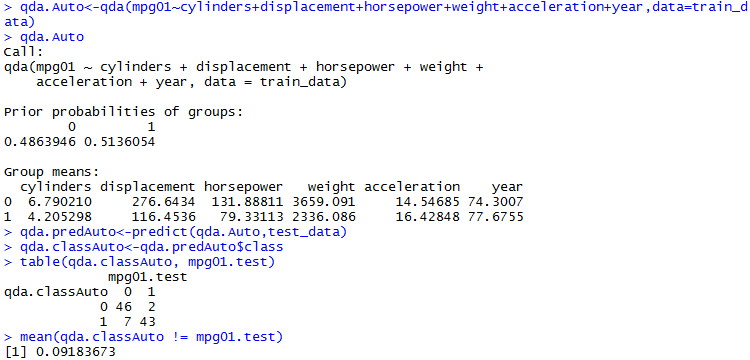 > qda.Auto<-qda(mpg01~cylinders+displacement+horsepower+weight+acceleration+year,data=train_d
ata)
> qda.Auto
Call:
qda(mpg01 ~ cylinders + displacement + horsepower + weight +
    acceleration + year, data = train_data)

Prior probabilities of groups:
        0         1
0.4863946 0.5136054

Group means:
  cylinders displacement horsepower   weight acceleration    year
0  6.790210     276.6434  131.88811 3659.091     14.54685 74.3007
1  4.205298     116.4536   79.33113 2336.086     16.42848 77.6755
> qda.predAuto<-predict(qda.Auto,test_data)
> qda.classAuto<-qda.predAuto$class
> table(qda.classAuto, mpg01.test)
             mpg01.test
qda.classAuto  0  1
            0 46  2
            1  7 43
> mean(qda.classAuto != mpg01.test)
[1] 0.09183673